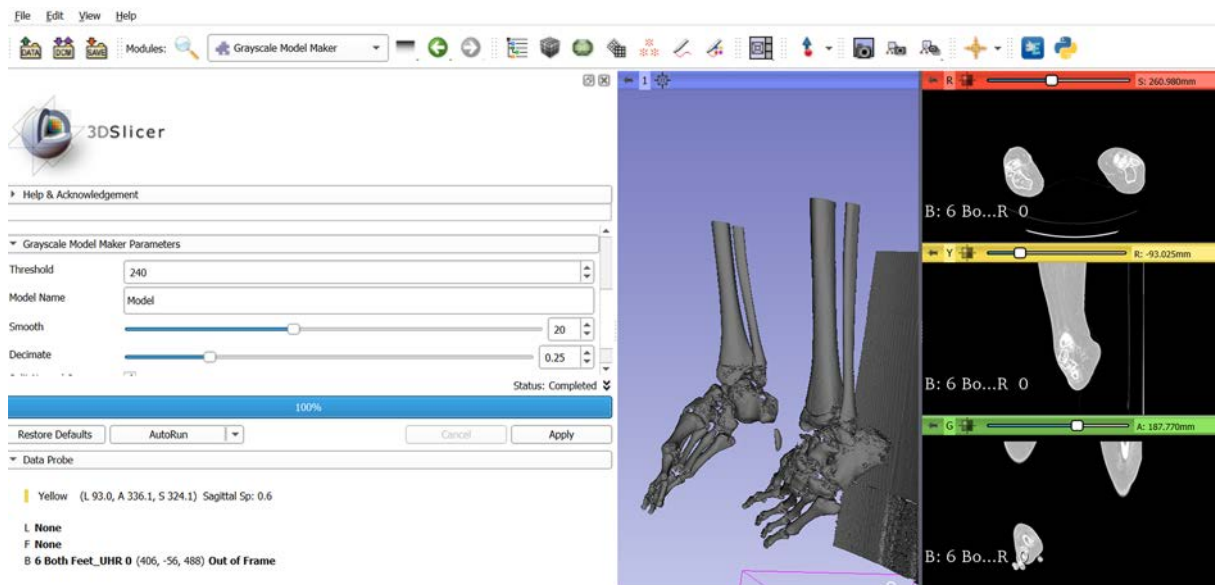 File Edit View Help
DATA DCM SAVE Modules: Grayscale Model Maker
1
R S: 260.980mm
3DSlicer
Help & Acknowledgement
B: 6 Bo...R 0
Grayscale Model Maker Parameters
Y R: -93.025mm
Threshold 240
Model Name Model
Smooth 20
Decimate 0.25
B: 6 Bo...R 0
Status: Completed
100%
G A: 187.770mm
Restore Defaults AutoRun Cancel Apply
Data Probe
Yellow (L 93.0, A 336.1, S 324.1) Sagittal Sp: 0.6
L None
F None
B 6 Both Feet_UHR 0 (406, -56, 488) Out of Frame
B: 6 Bo...R 0